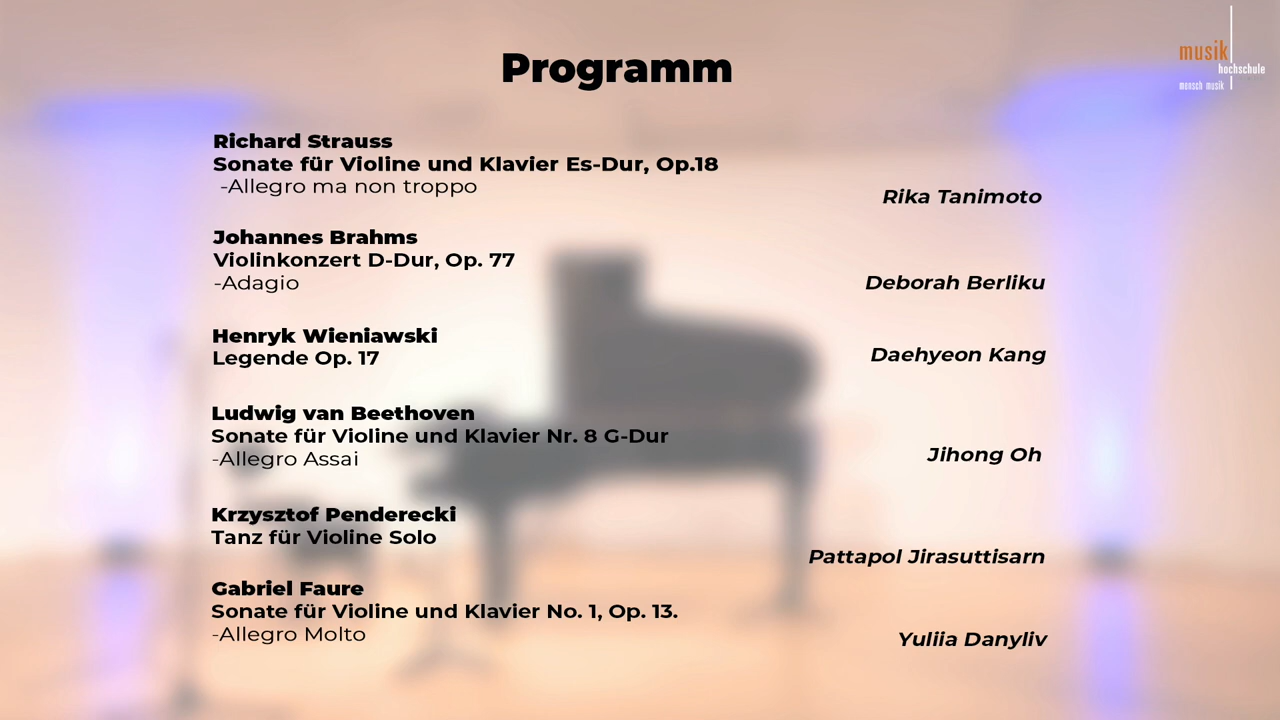 Programm
musik
hochschule
mensch musik
Richard Strauss
Sonate für Violine und Klavier Es-Dur, Op.18
-Allegro ma non troppo
Rika Tanimoto
Johannes Brahms
Violinkonzert D-Dur, Op. 77
-Adagio
Deborah Berliku
Henryk Wieniawski
Legende Op. 17
Daehyeon Kang
Ludwig van Beethoven
Sonate für Violine und Klavier Nr. 8 G-Dur
-Allegro Assai
Jihong Oh
Krzysztof Penderecki
Tanz für Violine Solo
Pattapol Jirasuttisarn
Gabriel Faure
Sonate für Violine und Klavier No. 1, Op. 13.
-Allegro Molto
Yuliia Danyliv